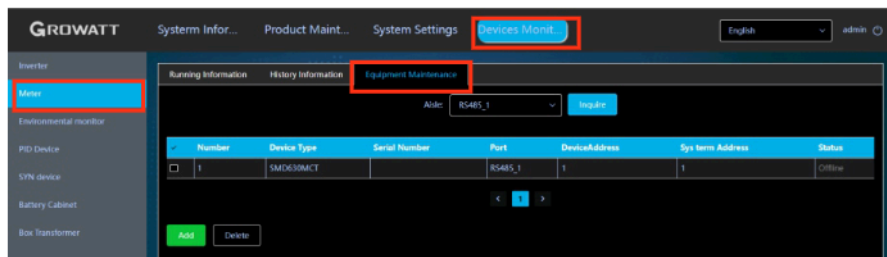 GROWATT Systerm Infor... Product Maint... System Settings Devices Monit... English admin
Inverter
Running Information History Information Equipment Maintenance
Meter
Aisle: RS485_1 Inquire
Environmental monitor
PID Device
Number Device Type Serial Number Port DeviceAddress Sys term Address Status
1 SMD630MCT RS485_1 1 1 Offline
SYN device
Battery Cabinet
< 1 >
Box Transformer
Add Delete